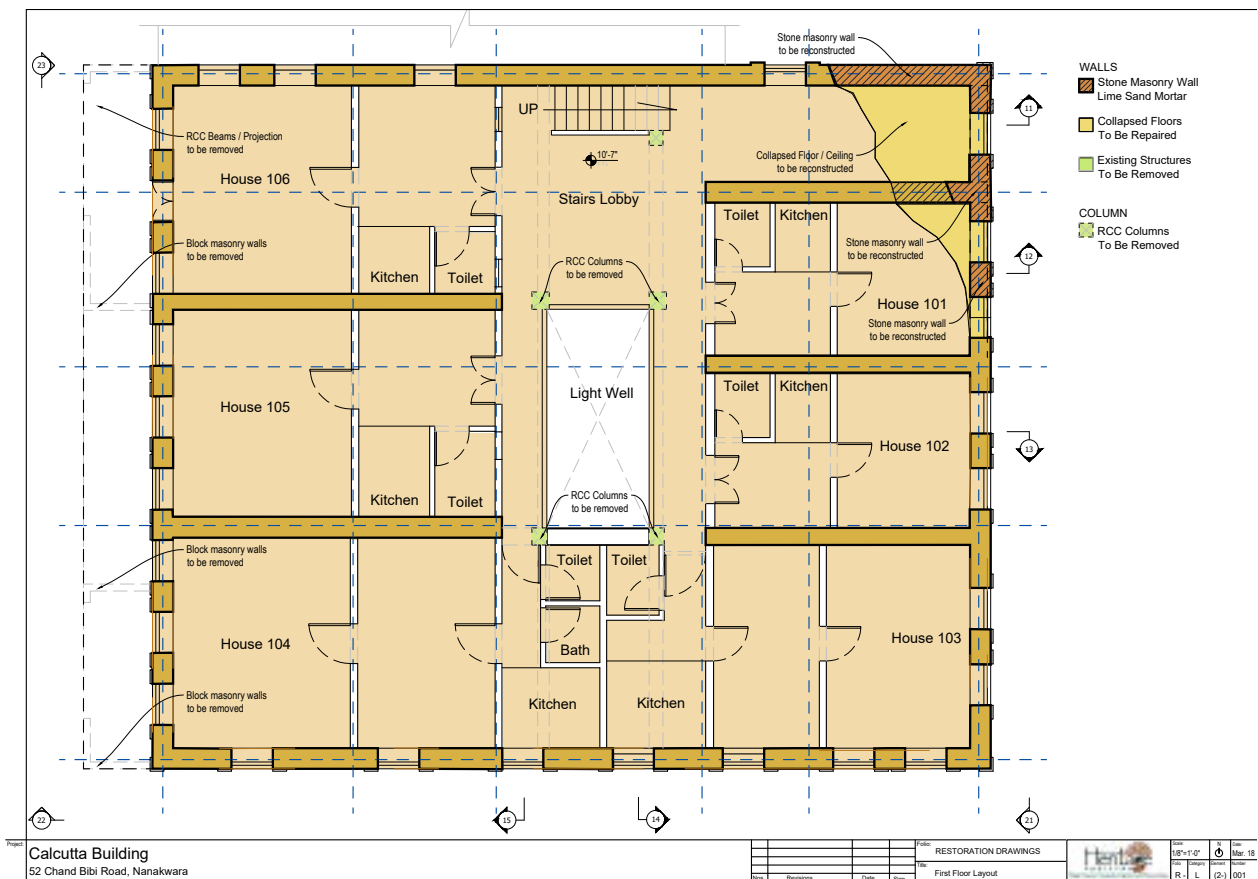 Stone masonry wall
to be reconstructed
WALLS
Stone Masonry Wall
Lime Sand Mortar
Collapsed Floors
To Be Repaired
Existing Structures
To Be Removed
COLUMN
RCC Columns
To Be Removed
23
11
12
13
RCC Beams / Projection
to be removed
UP
10'-7"
Collapsed Floor / Ceiling
to be reconstructed
House 106
Stairs Lobby
Toilet
Kitchen
Block masonry walls
to be removed
Kitchen
Toilet
RCC Columns
to be removed
Stone masonry wall
to be reconstructed
House 101
Stone masonry wall
to be reconstructed
House 105
Light Well
Toilet
Kitchen
House 102
Kitchen
Toilet
RCC Columns
to be removed
Block masonry walls
to be removed
Toilet
Toilet
House 104
Bath
House 103
Block masonry walls
to be removed
Kitchen
Kitchen
22
15
14
21
Project:
Calcutta Building
52 Chand Bibi Road, Nanakwara
Nos
Revisions
Date
Sign
Folio:
RESTORATION DRAWINGS
Title:
First Floor Layout
Scale:
1/8"=1'-0"
N
Date:
Mar. 18
Folio
Category
Element
Number
R -
L
(2-)
001